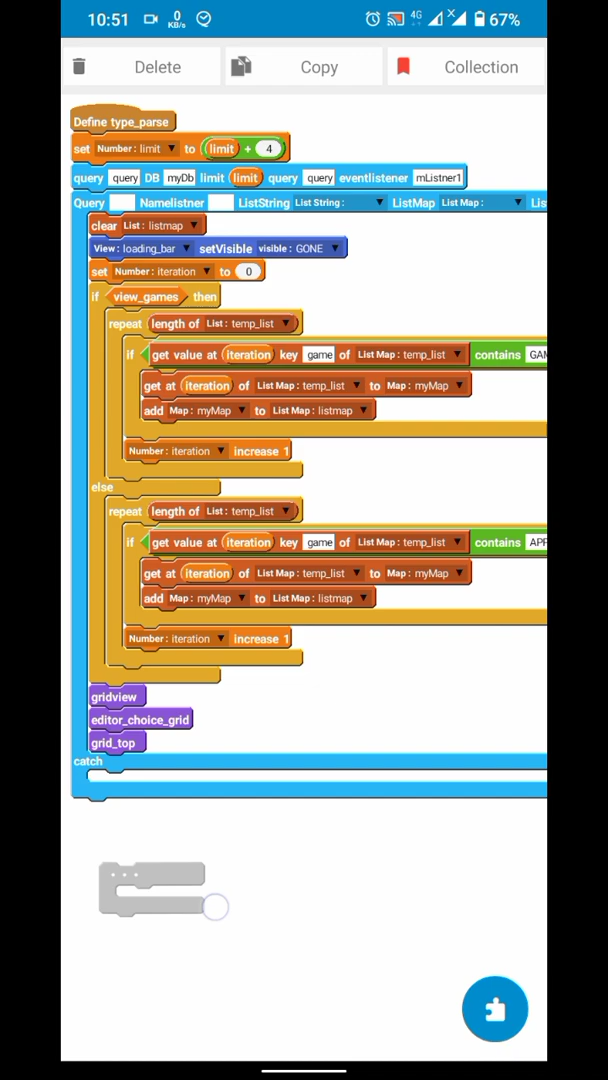 10:51 0 KB/s 4G X 67%
Delete Copy Collection
Define type_parse
set Number: limit to limit + 4
query query DB myDb limit limit query query eventlistener mListner1
Query Namelistner ListString List String: ListMap List Map: Lis
clear List: listmap
View: loading_bar setVisible visible: GONE
set Number: iteration to 0
if view_games then
repeat length of List: temp_list
if get value at iteration key game of List Map: temp_list contains GAM
get at iteration of List Map: temp_list to Map: myMap
add Map: myMap to List Map: listmap
Number: iteration increase 1
else
repeat length of List: temp_list
if get value at iteration key game of List Map: temp_list contains APP
get at iteration of List Map: temp_list to Map: myMap
add Map: myMap to List Map: listmap
Number: iteration increase 1
gridview
editor_choice_grid
grid_top
catch